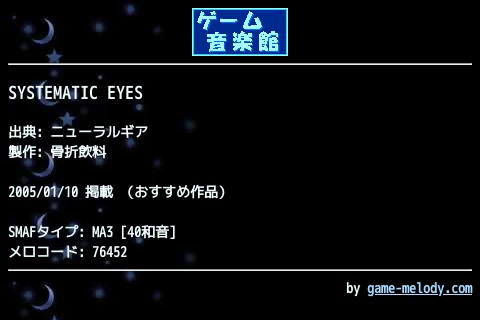 ゲーム
音楽館
SYSTEMATIC EYES
出典: ニューラルギア
製作: 骨折飲料
2005/01/10 掲載 (おすすめ作品)
SMAFタイプ: MA3 [40和音]
メロコード: 76452
by game-melody.com